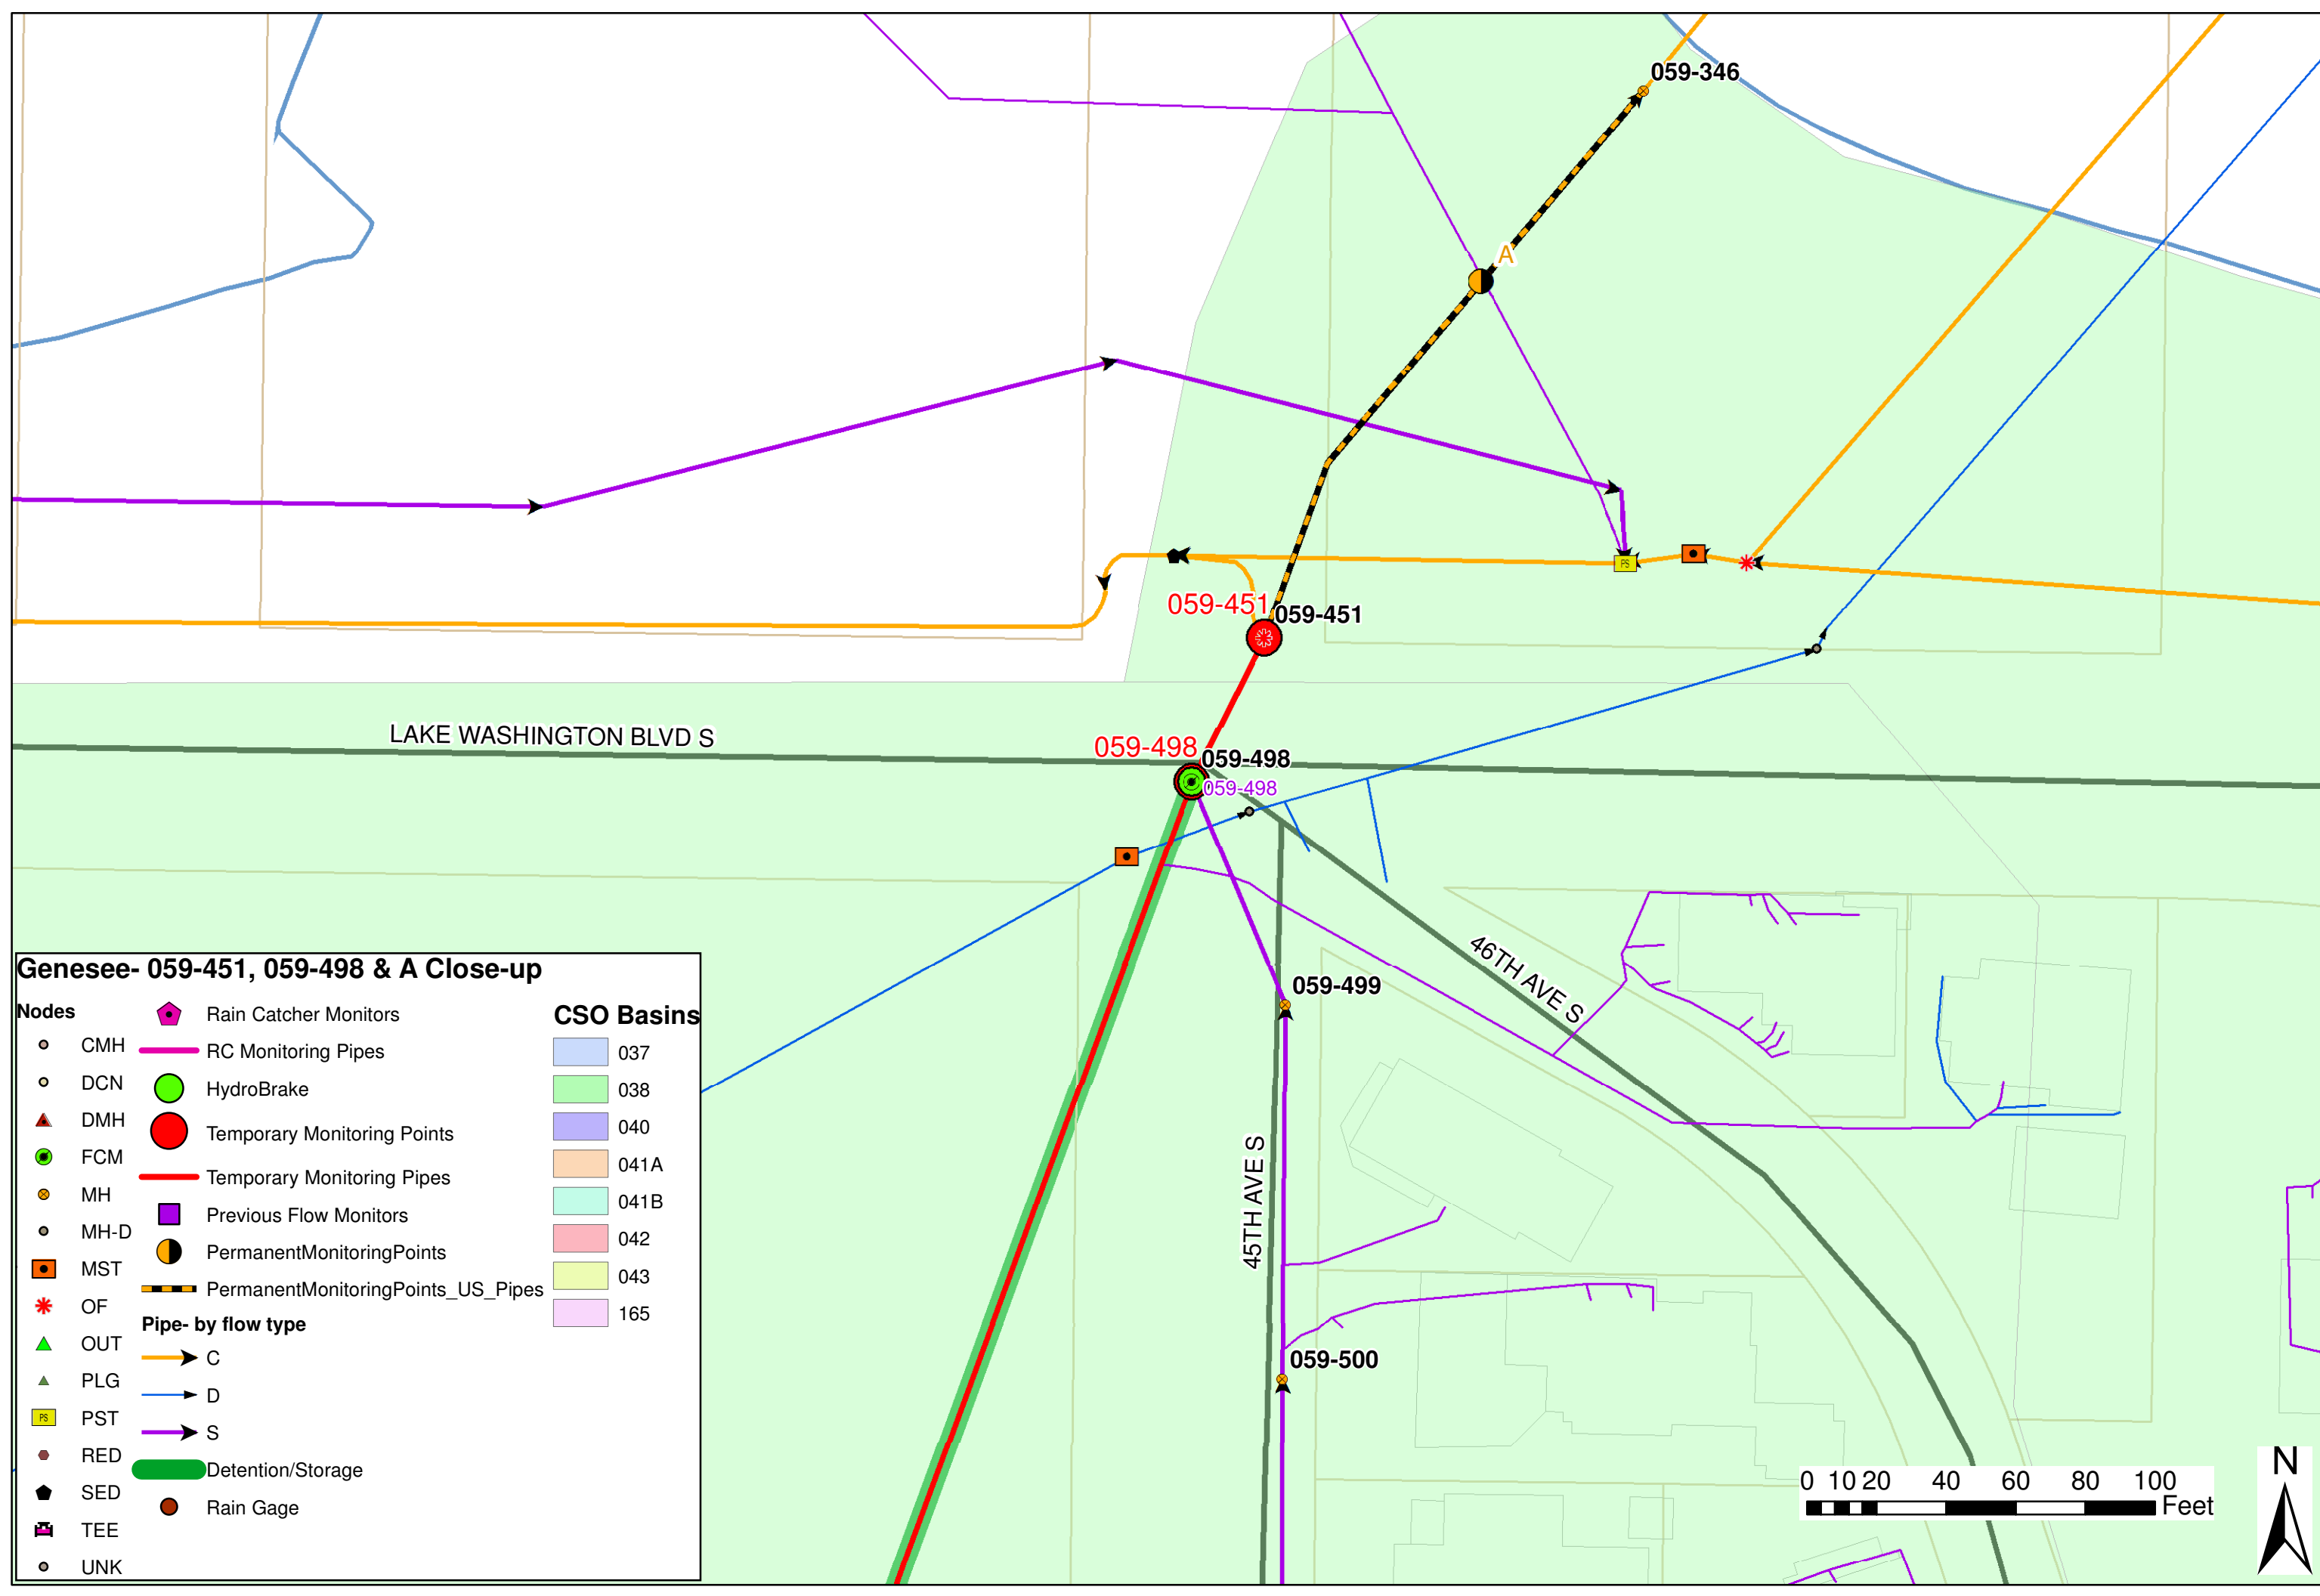 059-346
A
059-451
059-451
LAKE WASHINGTON BLVD S
059-498
059-498
059-498
46TH AVE S
059-499
45TH AVE S
059-500
PS
Genesee- 059-451, 059-498 & A Close-up
Nodes
CMH
DCN
DMH
FCM
MH
MH-D
MST
OF
OUT
PLG
PS
PST
RED
SED
TEE
UNK
Rain Catcher Monitors
RC Monitoring Pipes
HydroBrake
Temporary Monitoring Points
Temporary Monitoring Pipes
Previous Flow Monitors
PermanentMonitoringPoints
PermanentMonitoringPoints_US_Pipes
Pipe- by flow type
C
D
S
Detention/Storage
Rain Gage
CSO Basins
037
038
040
041A
041B
042
043
165
0 10 20 40 60 80 100
Feet
N